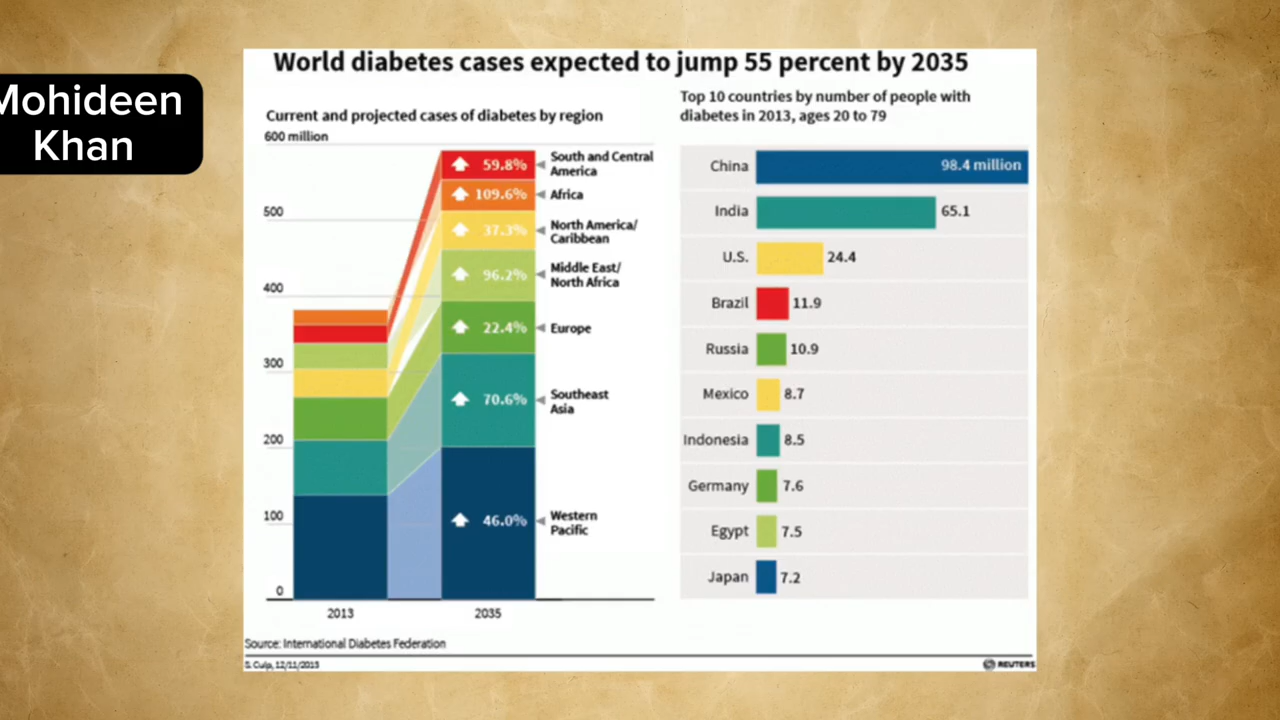 Mohideen
Khan
World diabetes cases expected to jump 55 percent by 2035
Current and projected cases of diabetes by region
600 million
500
400
300
200
100
0
59.8%
South and Central
America
109.6%
Africa
37.3%
North America/
Caribbean
96.2%
Middle East/
North Africa
22.4%
Europe
70.6%
Southeast
Asia
46.0%
Western
Pacific
2013
2035
Top 10 countries by number of people with
diabetes in 2013, ages 20 to 79
China 98.4 million
India 65.1
U.S. 24.4
Brazil 11.9
Russia 10.9
Mexico 8.7
Indonesia 8.5
Germany 7.6
Egypt 7.5
Japan 7.2
Source: International Diabetes Federation
S. Culp, 12/11/2013
REUTERS